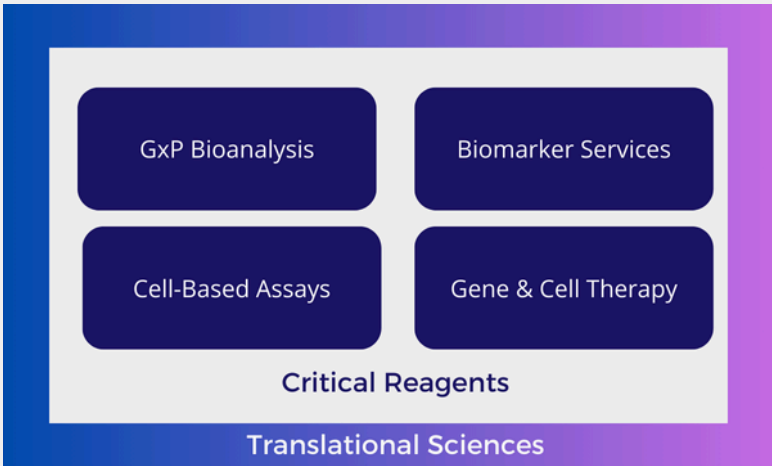 GxP Bioanalysis
Biomarker Services
Cell-Based Assays
Gene & Cell Therapy
Critical Reagents
Translational Sciences